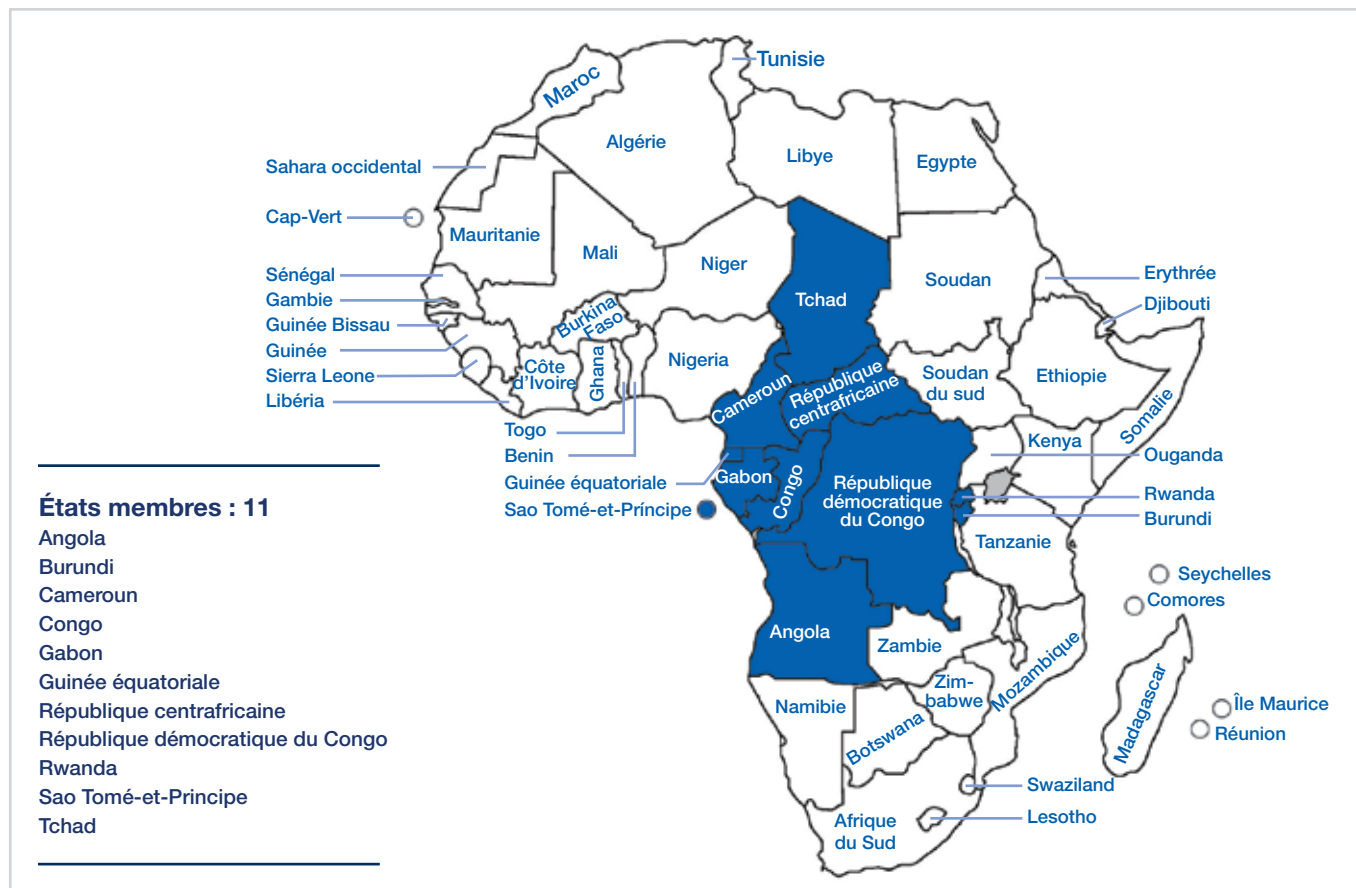 Tunisie
Maroc
Algérie
Libye
Egypte
Sahara occidental
Cap-Vert
Mauritanie
Mali
Niger
Tchad
Soudan
Erythrée
Djibouti
Sénégal
Gambie
Guinée Bissau
Guinée
Sierra Leone
Libéria
Burkina
Faso
Côte
d'Ivoire
Ghana
Nigeria
Togo
Benin
Cameroun
République
centrafricaine
Soudan
du sud
Ethiopie
Somalie
Kenya
Ouganda
Rwanda
Burundi
Guinée équatoriale
Sao Tomé-et-Príncipe
Gabon
Congo
République
démocratique
du Congo
Tanzanie
Seychelles
Comores
Angola
Zambie
Mozambique
Zim-
babwe
Madagascar
Île Maurice
Réunion
Namibie
Botswana
Swaziland
Lesotho
Afrique
du Sud
États membres : 11
Angola
Burundi
Cameroun
Congo
Gabon
Guinée équatoriale
République centrafricaine
République démocratique du Congo
Rwanda
Sao Tomé-et-Principe
Tchad